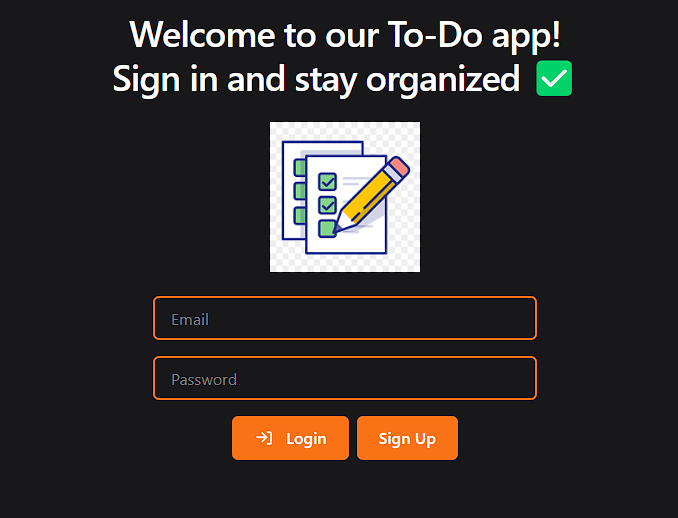 Welcome to our To-Do app!
Sign in and stay organized ✅
Email
Password
Login
Sign Up